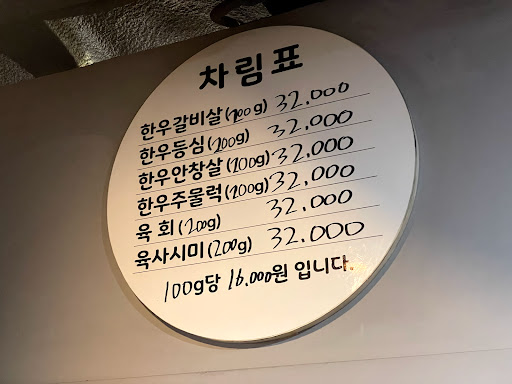 차림표
한우갈비살(200g) 32.000
한우등심(200g) 32.000
한우안창살(200g) 32.000
한우주물럭(200g) 32.000
육회(200g) 32.000
육사시미(200g) 32.000
100g당 16.000원 입니다.